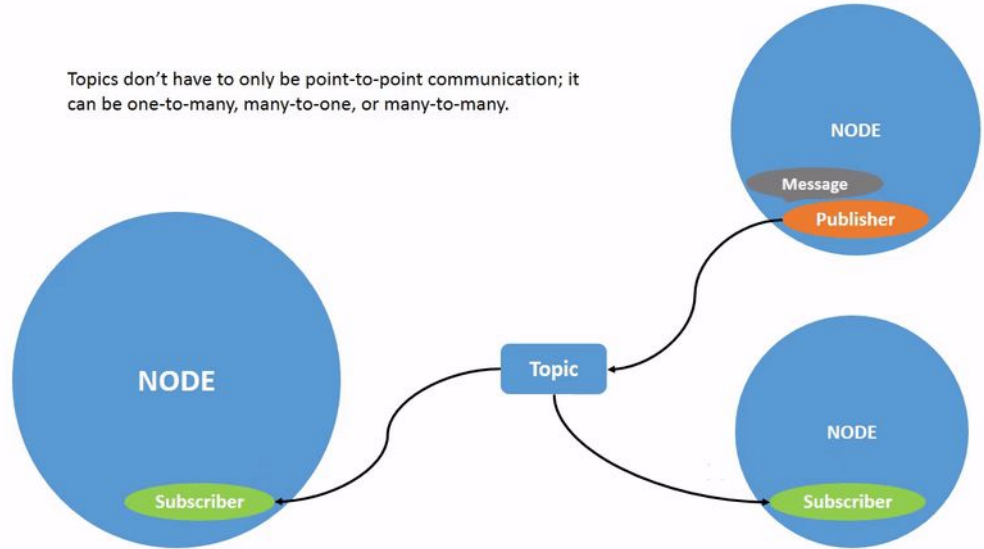 Topics don't have to only be point-to-point communication; it
can be one-to-many, many-to-one, or many-to-many.
NODE
Message
Publisher
Topic
NODE
Subscriber
NODE
Subscriber